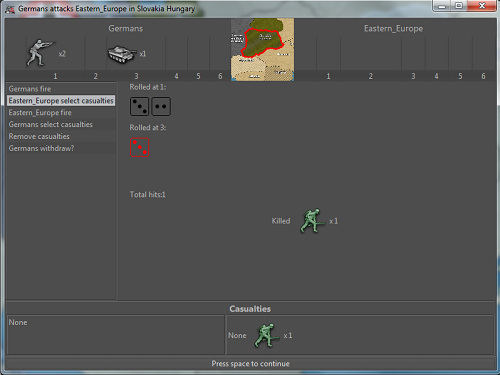 Germans attacks Eastern_Europe in Slovakia Hungary
Germans
Eastern_Europe
x2
x1
1 2 3 4 5 6
1 2 3 4 5 6
Germans fire
Eastern_Europe select casualties
Eastern_Europe fire
Germans select casualties
Remove casualties
Germans withdraw?
Rolled at 1:
Rolled at 3:
Total hits:1
Killed x 1
Casualties
None
None x 1
Press space to continue